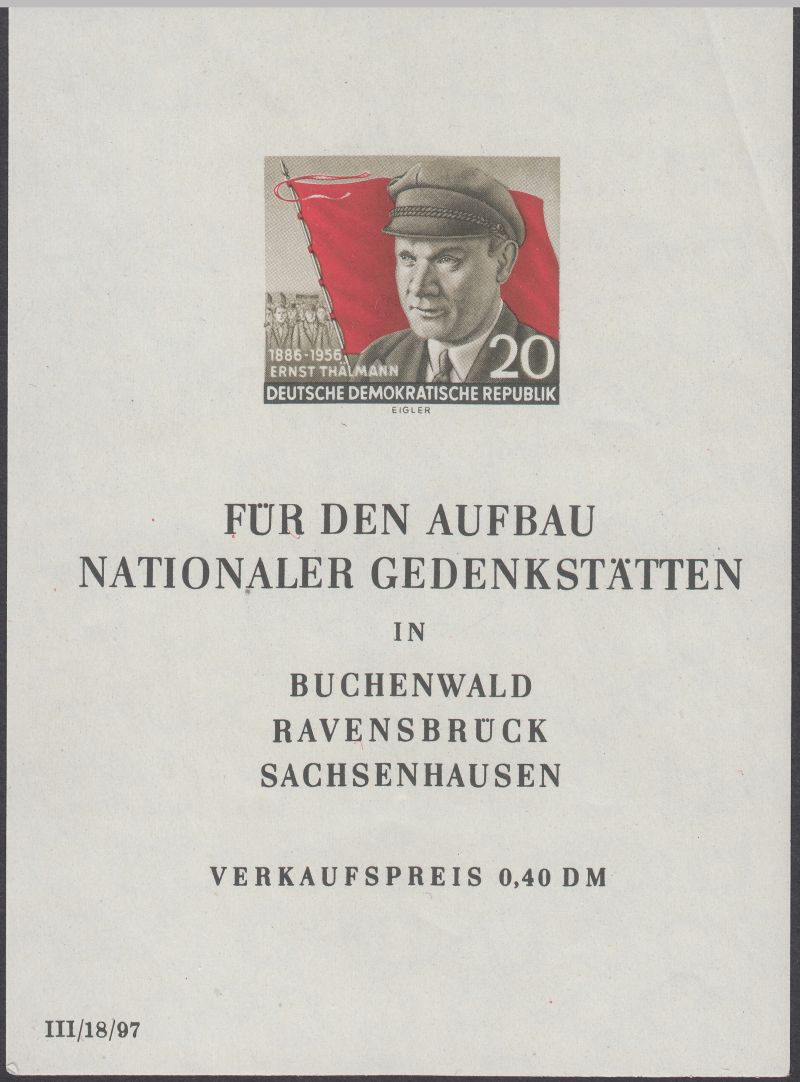 1886-1956
ERNST THÄLMANN
20
DEUTSCHE DEMOKRATISCHE REPUBLIK
EIGLER
FÜR DEN AUFBAU
NATIONALER GEDENKSTÄTTEN
IN
BUCHENWALD
RAVENSBRÜCK
SACHSENHAUSEN
VERKAUFSPREIS 0,40 DM
III/18/97